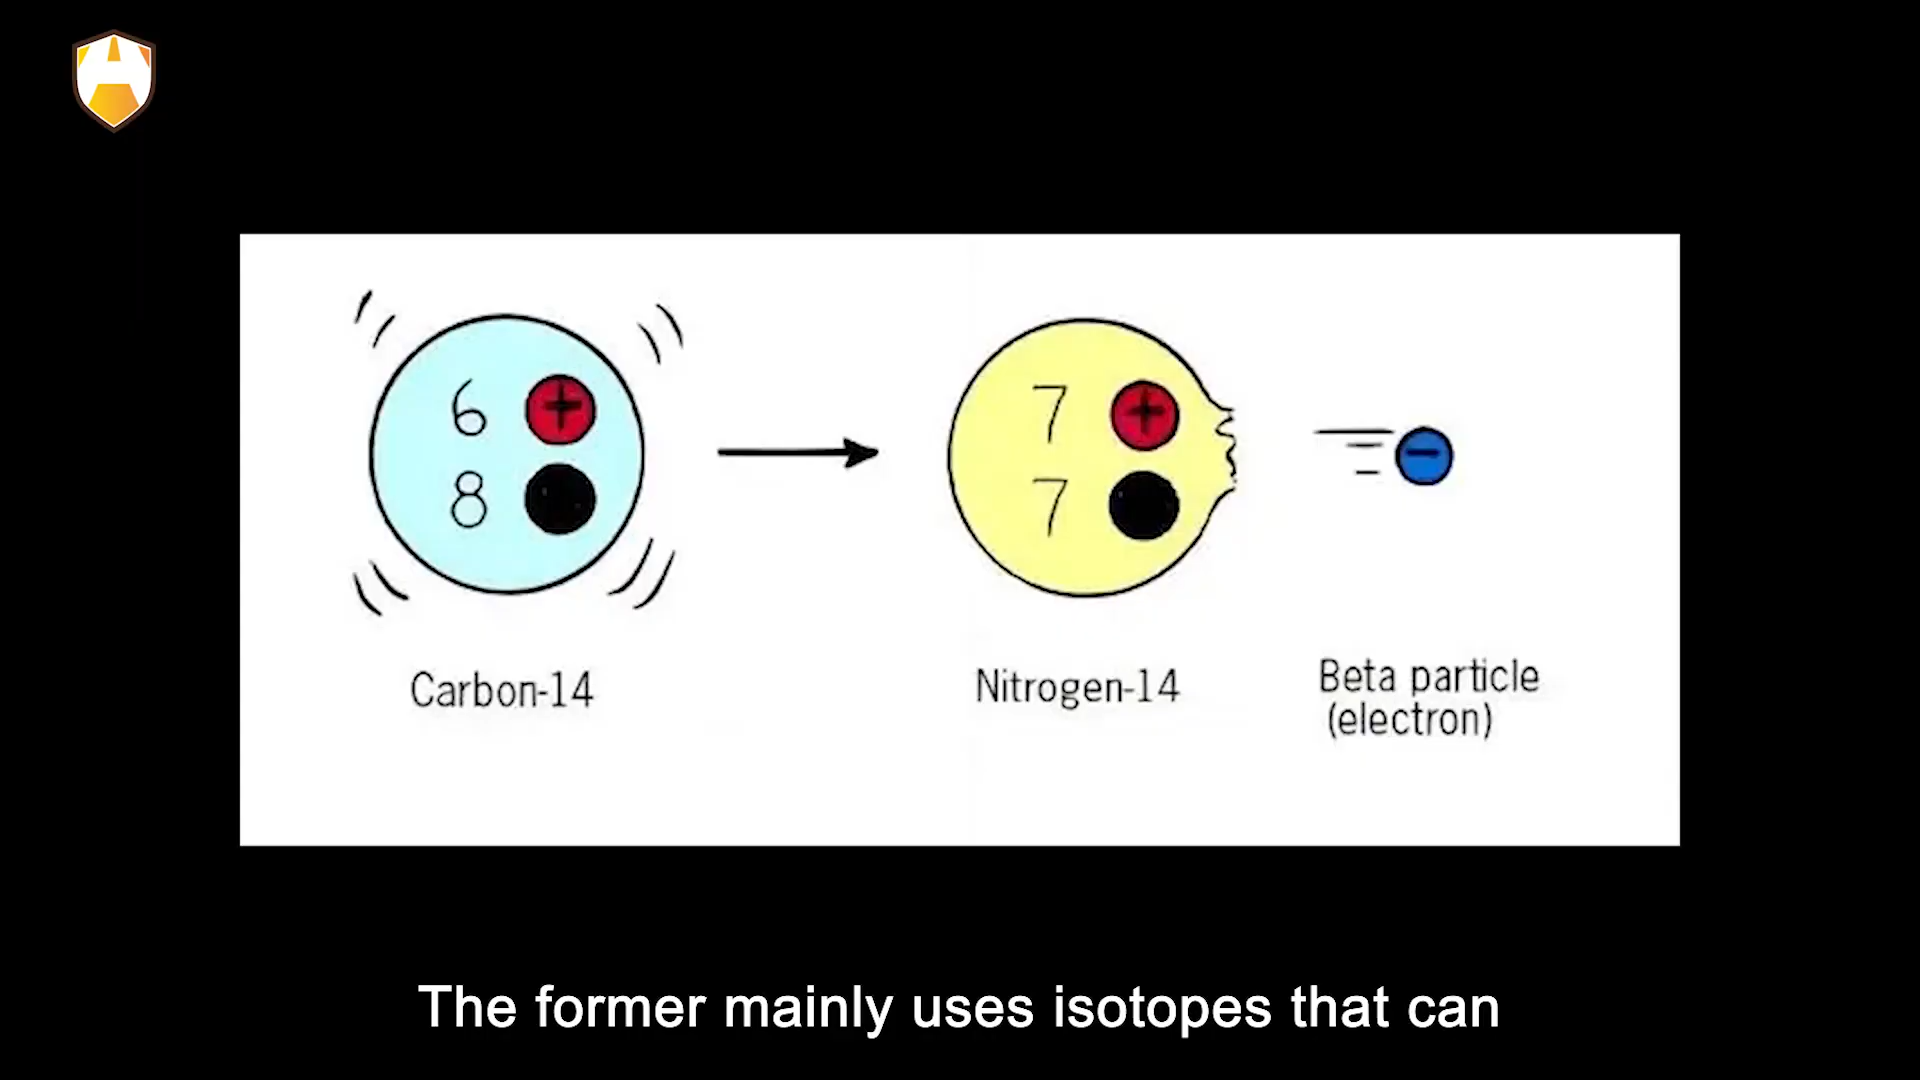 6 +
8
7 +
7
-
Carbon-14
Nitrogen-14
Beta particle
(electron)
The former mainly uses isotopes that can